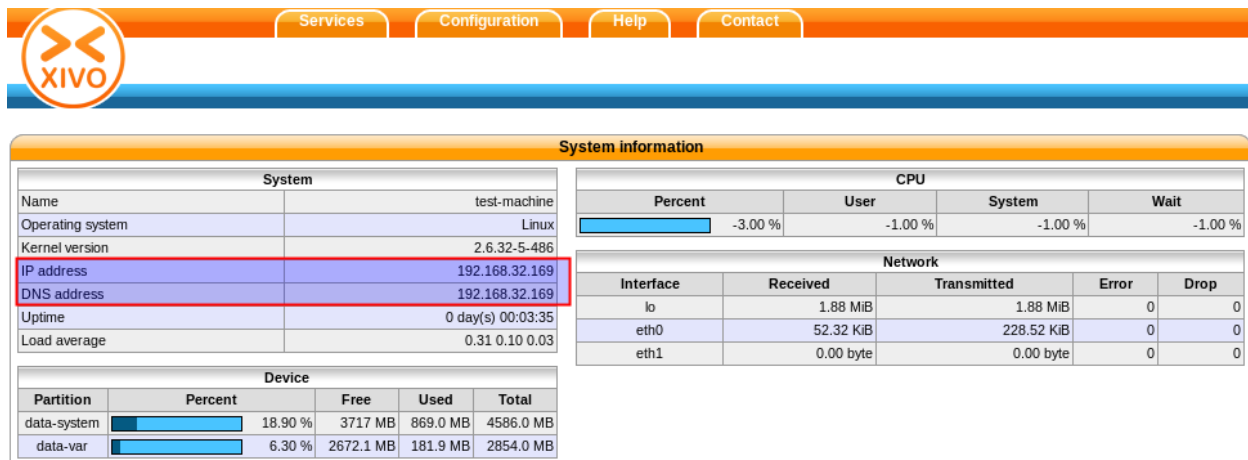 Services Configuration Help Contact
XIVO
System information
System
Name test-machine
Operating system Linux
Kernel version 2.6.32-5-486
IP address 192.168.32.169
DNS address 192.168.32.169
Uptime 0 day(s) 00:03:35
Load average 0.31 0.10 0.03
Device
Partition Percent Free Used Total
data-system 18.90 % 3717 MB 869.0 MB 4586.0 MB
data-var 6.30 % 2672.1 MB 181.9 MB 2854.0 MB
CPU
Percent User System Wait
-3.00 % -1.00 % -1.00 % -1.00 %
Network
Interface Received Transmitted Error Drop
lo 1.88 MiB 1.88 MiB 0 0
eth0 52.32 KiB 228.52 KiB 0 0
eth1 0.00 byte 0.00 byte 0 0